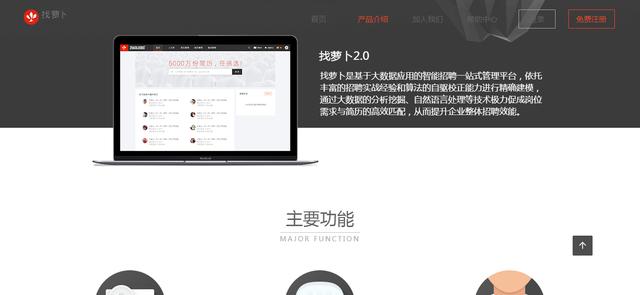 找萝卜
首页
产品介绍
加入我们
帮助中心
登录
免费注册
5000万份简历，任挑选！
找萝卜2.0
找萝卜是基于大数据应用的智能招聘一站式管理平台，依托
丰富的招聘实战经验和算法的自驱校正能力进行精确建模，
通过大数据的分析挖掘、自然语言处理等技术极力促成岗位
需求与简历的高效匹配，从而提升企业整体招聘效能。
主要功能
MAJOR FUNCTION